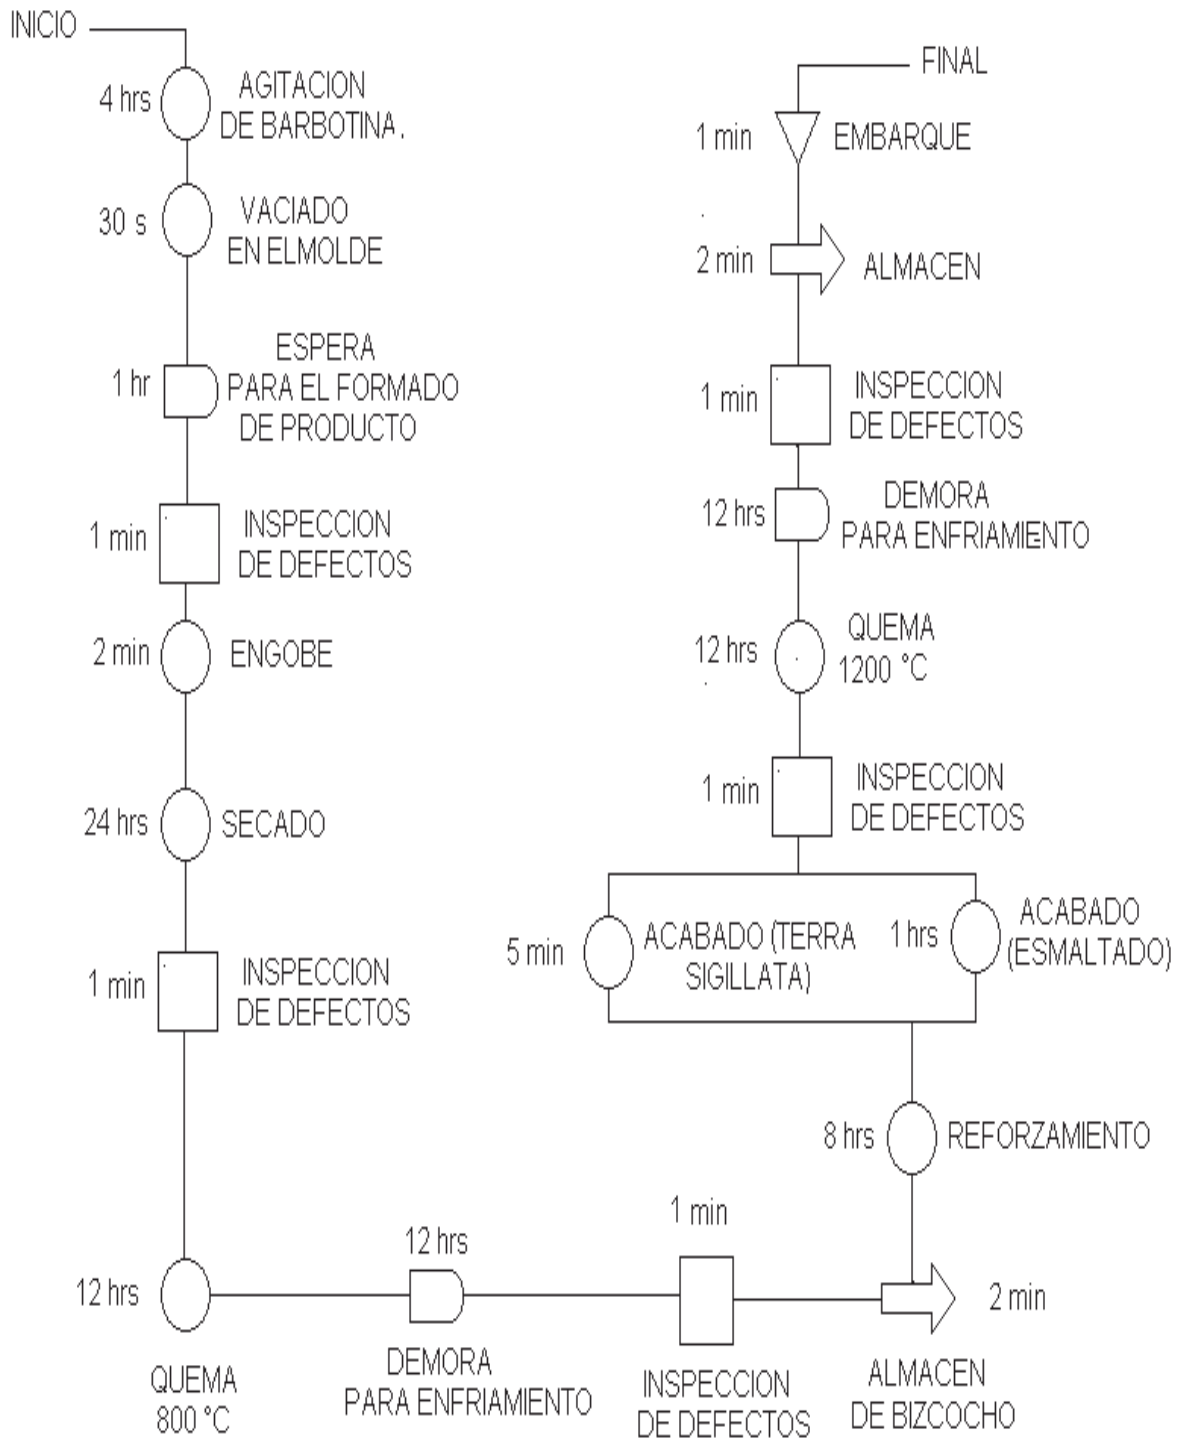 INICIO
4 hrs
AGITACION
DE BARBOTINA.
30 s
VACIADO
EN ELMOLDE
1 hr
ESPERA
PARA EL FORMADO
DE PRODUCTO
1 min
INSPECCION
DE DEFECTOS
2 min
ENGOBE
24 hrs
SECADO
1 min
INSPECCION
DE DEFECTOS
12 hrs
QUEMA
800 °C
12 hrs
DEMORA
PARA ENFRIAMIENTO
1 min
INSPECCION
DE DEFECTOS
2 min
ALMACEN
DE BIZCOCHO
8 hrs
REFORZAMIENTO
5 min
ACABADO (TERRA
SIGILLATA)
1 hrs
ACABADO
(ESMALTADO)
1 min
INSPECCION
DE DEFECTOS
12 hrs
QUEMA
1200 °C
12 hrs
DEMORA
PARA ENFRIAMIENTO
1 min
INSPECCION
DE DEFECTOS
2 min
ALMACEN
1 min
EMBARQUE
FINAL